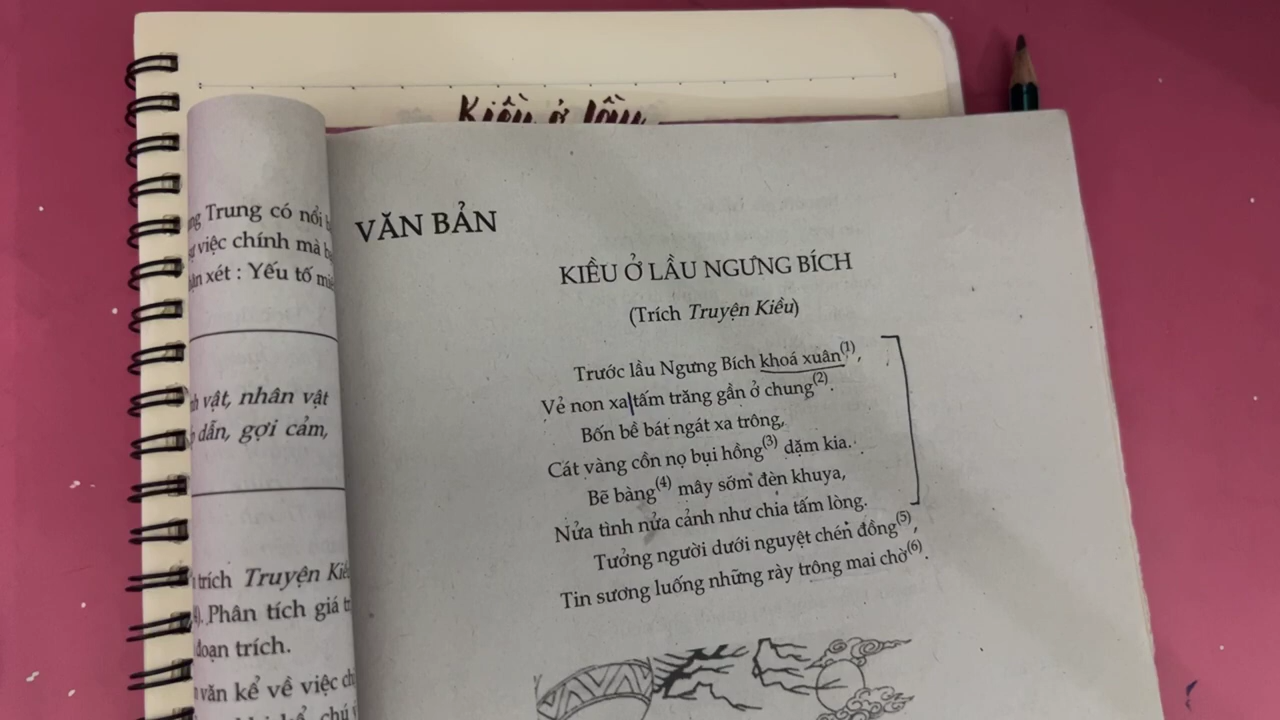 Kiều ở lầu
Trung có nổi
việc chính mà
xét : Yếu tố
vật, nhân vật
dẫn, gợi cảm,
trích Truyện
Phân tích giá
đoạn trích.
văn kể về việc
VĂN BẢN
KIỀU Ở LẦU NGƯNG BÍCH
(Trích Truyện Kiều)
Trước lầu Ngưng Bích khoá xuân(1),
Vẻ non xa tấm trăng gần ở chung(2).
Bốn bề bát ngát xa trông,
Cát vàng cồn nọ bụi hồng(3) dặm kia.
Bẽ bàng(4) mây sớm đèn khuya,
Nửa tình nửa cảnh như chia tấm lòng.
Tưởng người dưới nguyệt chén đồng(5),
Tin sương luống những rày trông mai chờ(6).